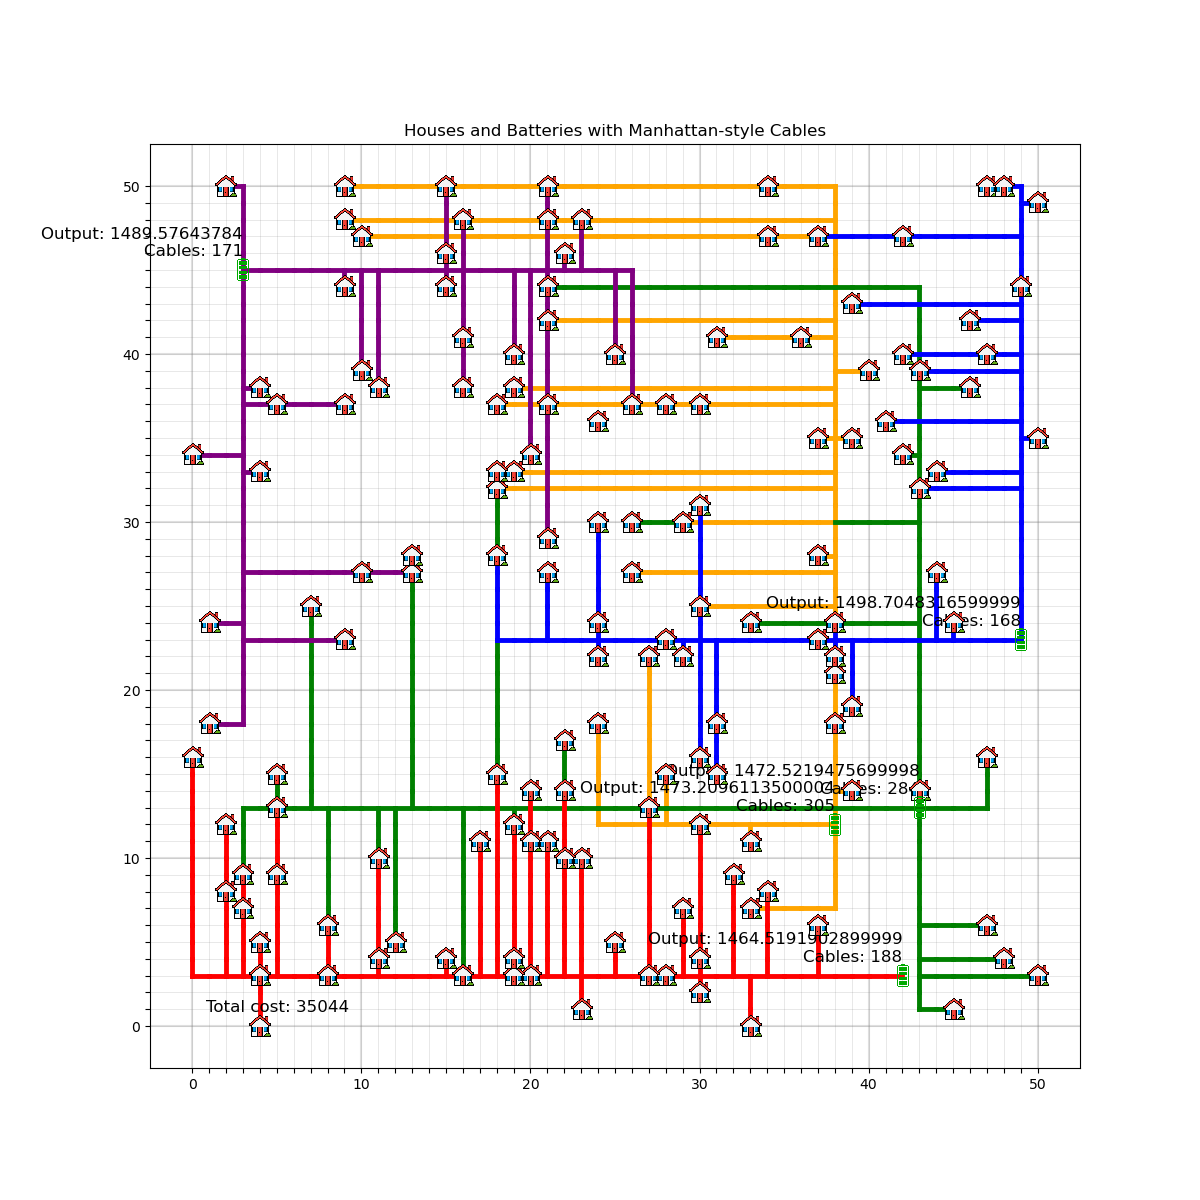 Houses and Batteries with Manhattan-style Cables
50
Output: 1489.57643784
Cables: 171
40
30
Output: 1498.7048316599999
Cables: 168
20
Output: 1472.5219475699998
Cables:
Output: 1473.2096113500004
Cables: 305
10
Output: 1464.5191902899999
Cables: 188
Total cost: 35044
0
0 10 20 30 40 50